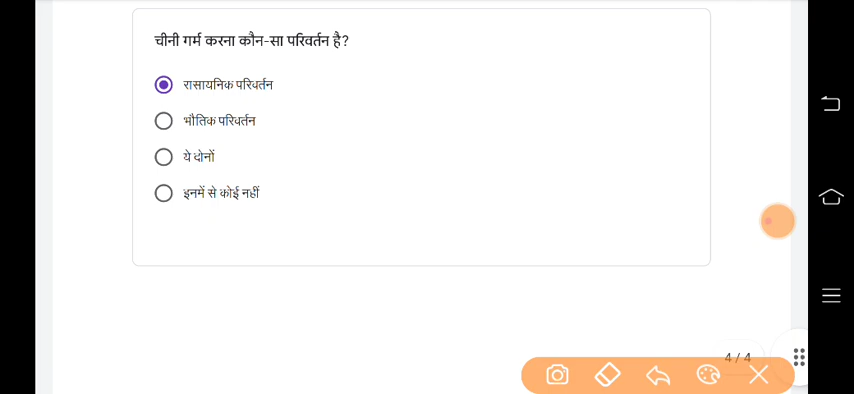 चीनी गर्म करना कौन-सा परिवर्तन है?
रासायनिक परिवर्तन
भौतिक परिवर्तन
ये दोनों
इनमें से कोई नहीं
4 / 4